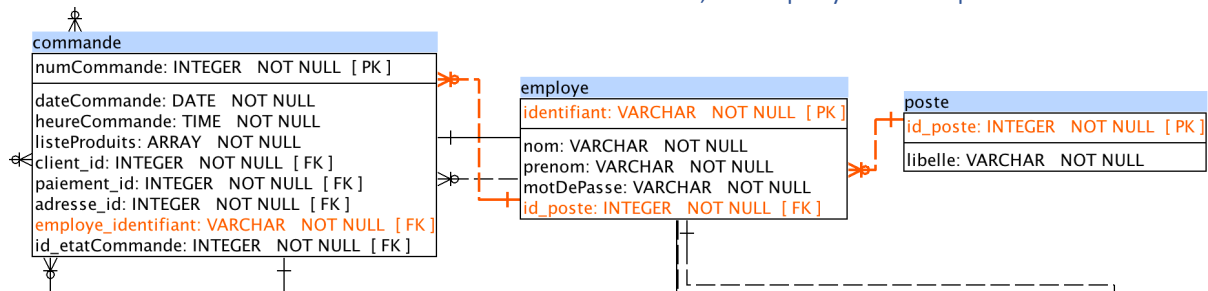 commande
numCommande: INTEGER NOT NULL [ PK ]
dateCommande: DATE NOT NULL
heureCommande: TIME NOT NULL
listeProduits: ARRAY NOT NULL
client_id: INTEGER NOT NULL [ FK ]
paiement_id: INTEGER NOT NULL [ FK ]
adresse_id: INTEGER NOT NULL [ FK ]
employe_identifiant: VARCHAR NOT NULL [ FK ]
id_etatCommande: INTEGER NOT NULL [ FK ]
employe
identifiant: VARCHAR NOT NULL [ PK ]
nom: VARCHAR NOT NULL
prenom: VARCHAR NOT NULL
motDePasse: VARCHAR NOT NULL
id_poste: INTEGER NOT NULL [ FK ]
poste
id_poste: INTEGER NOT NULL [ PK ]
libelle: VARCHAR NOT NULL